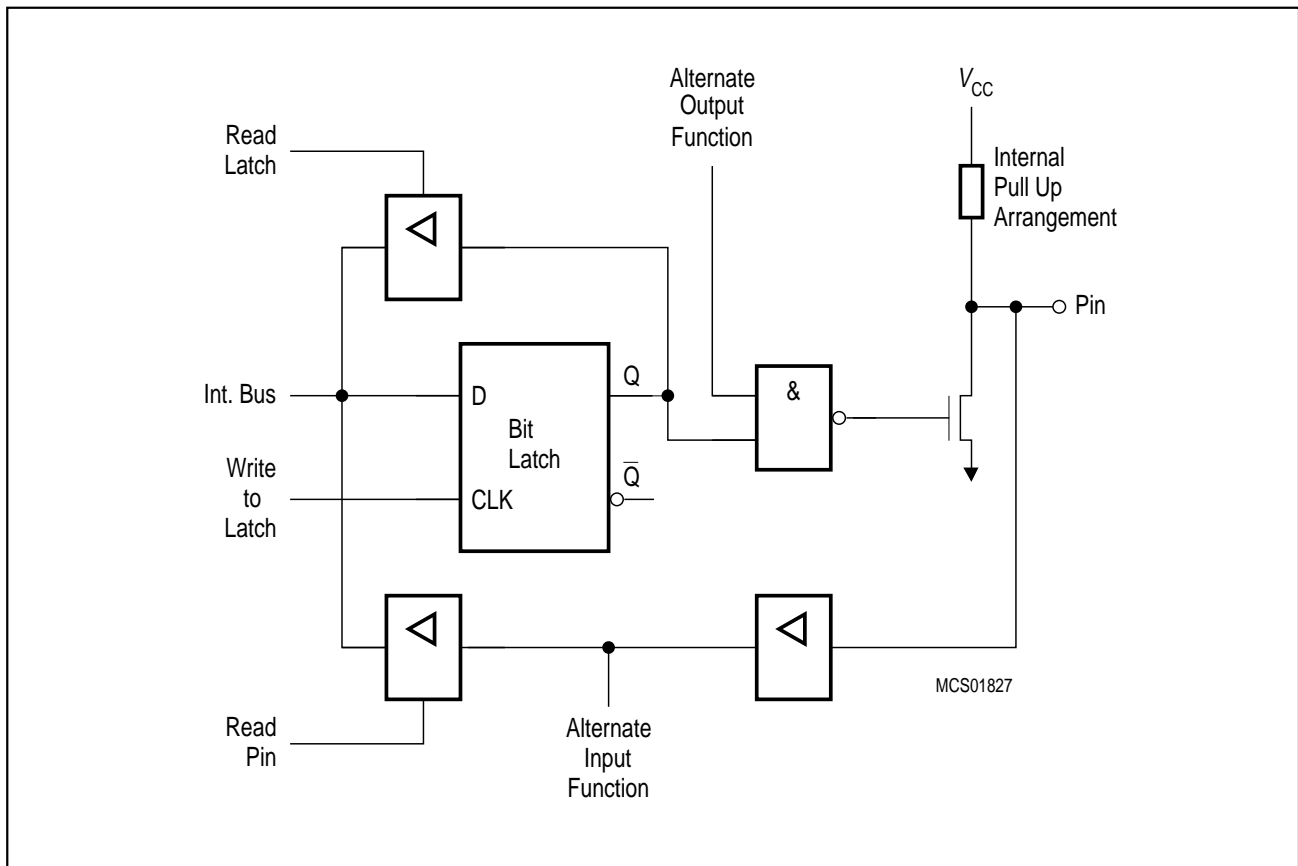 Alternate
Output
Function
V_CC
Read
Latch
Internal
Pull Up
Arrangement
Pin
Int. Bus
D
Q
&
Bit
Latch
Q̅
Write
to
Latch
CLK
MCS01827
Read
Pin
Alternate
Input
Function